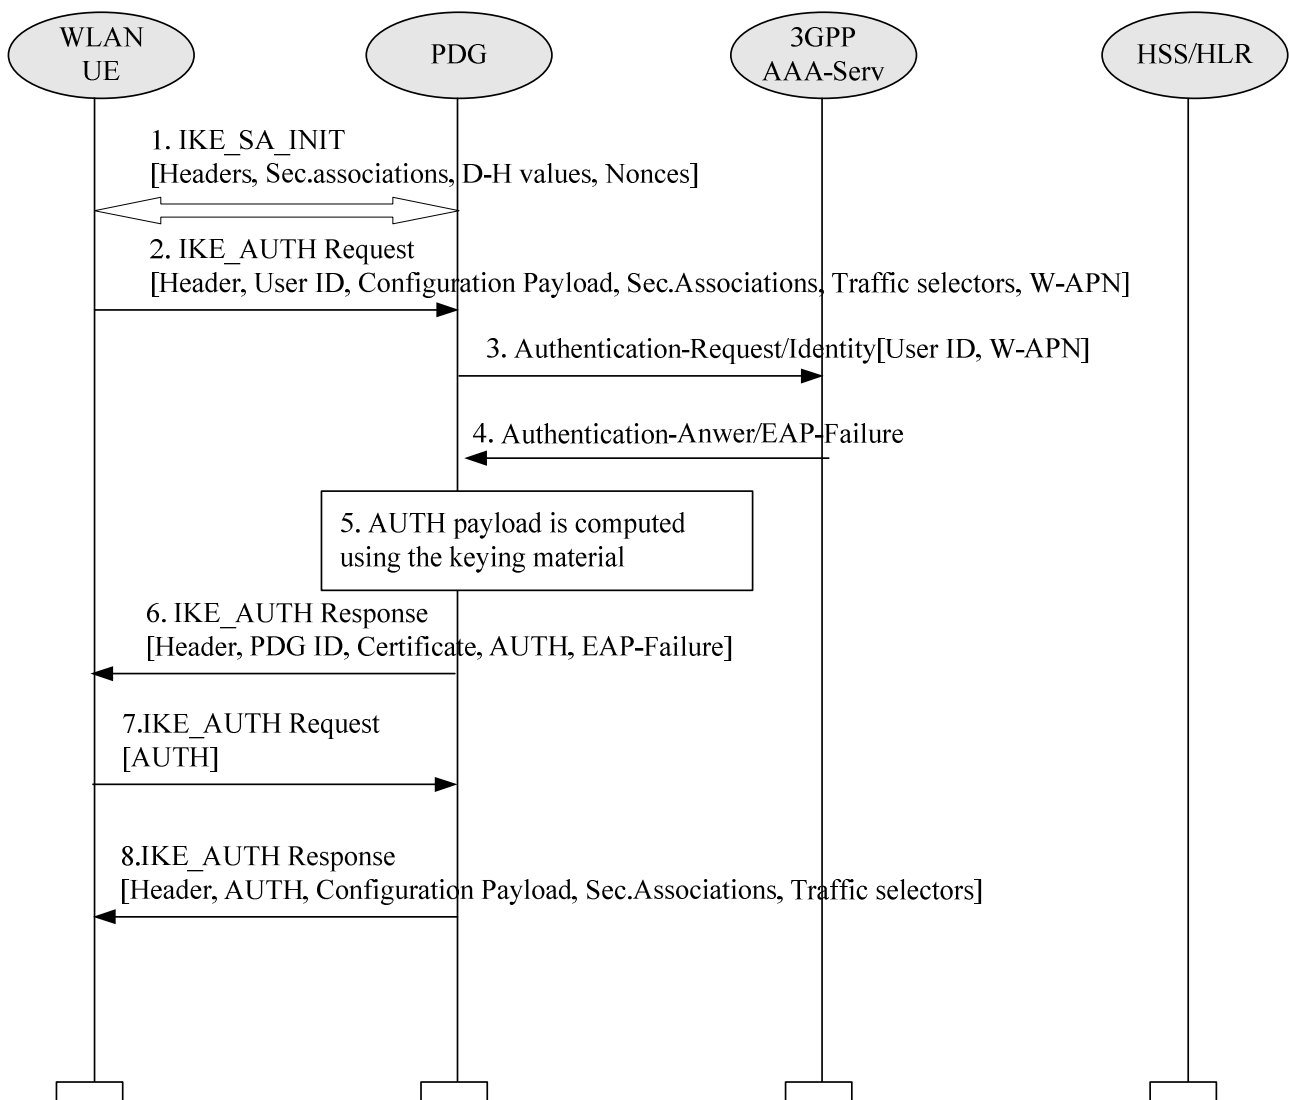 WLAN
UE
PDG
3GPP
AAA-Serv
HSS/HLR
1. IKE_SA_INIT
[Headers, Sec.associations, D-H values, Nonces]
2. IKE_AUTH Request
[Header, User ID, Configuration Payload, Sec.Associations, Traffic selectors, W-APN]
3. Authentication-Request/Identity[User ID, W-APN]
4. Authentication-Anwer/EAP-Failure
5. AUTH payload is computed
using the keying material
6. IKE_AUTH Response
[Header, PDG ID, Certificate, AUTH, EAP-Failure]
7.IKE_AUTH Request
[AUTH]
8.IKE_AUTH Response
[Header, AUTH, Configuration Payload, Sec.Associations, Traffic selectors]